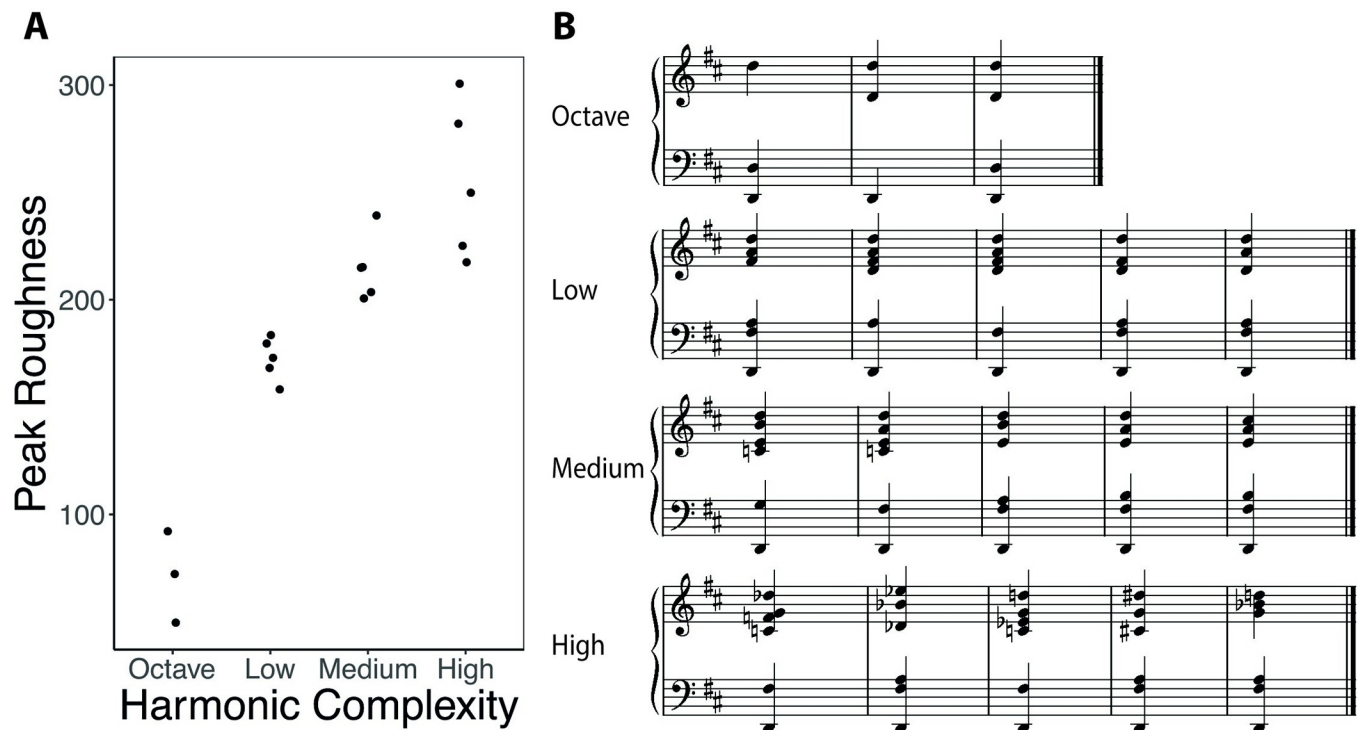 A
Peak Roughness
300
200
100
Octave Low Medium High
Harmonic Complexity
B
Octave
Low
Medium
High